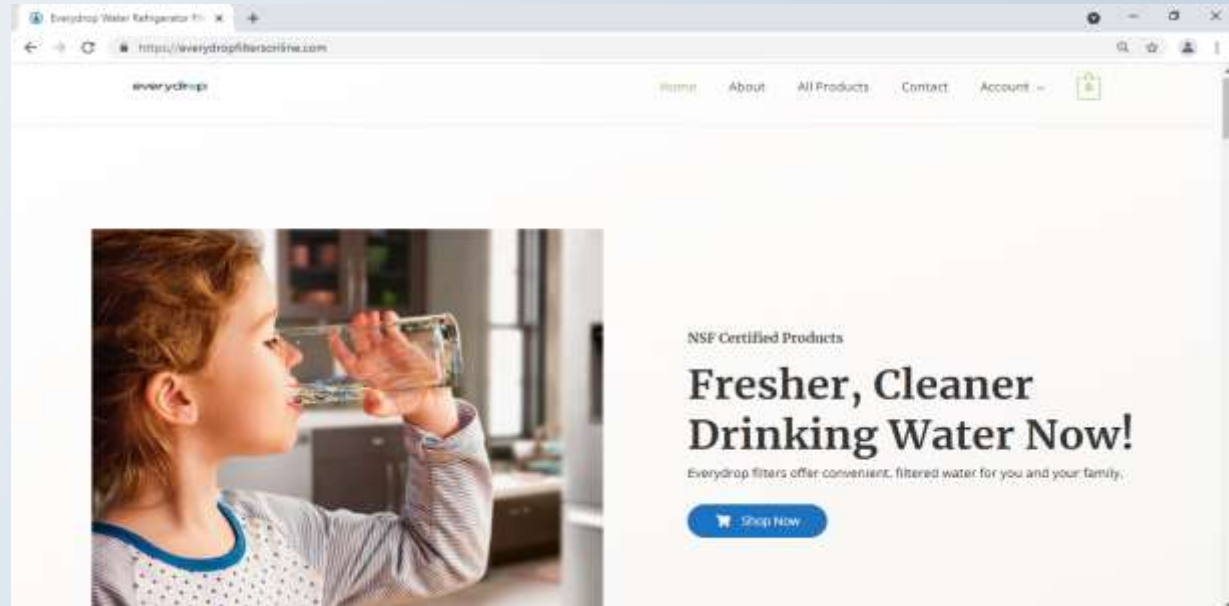 Everydrop Water Refrigerator Fil
https://everydropfiltersonline.com
everydrop
Home About All Products Contact Account
0
NSF Certified Products
Fresher, Cleaner
Drinking Water Now!
Everydrop filters offer convenient, filtered water for you and your family.
Shop Now